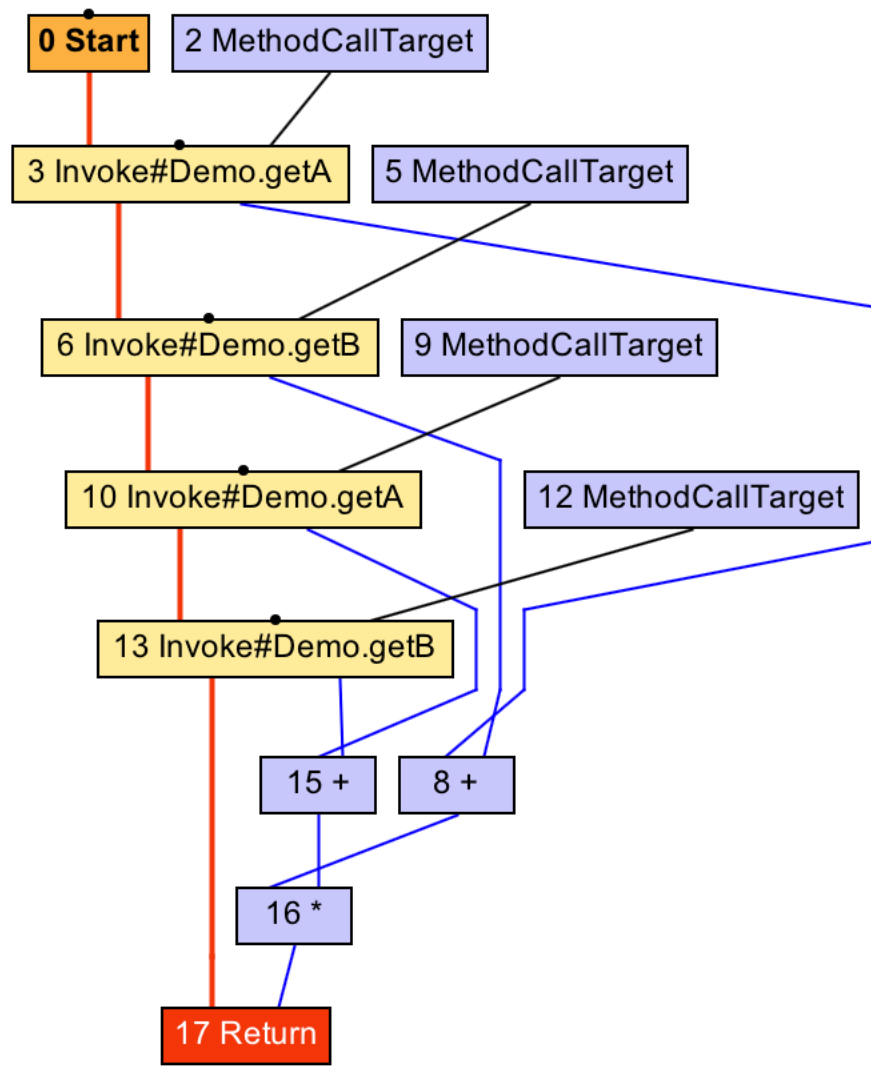 0 Start
2 MethodCallTarget
3 Invoke#Demo.getA
5 MethodCallTarget
6 Invoke#Demo.getB
9 MethodCallTarget
10 Invoke#Demo.getA
12 MethodCallTarget
13 Invoke#Demo.getB
15 +
8 +
16 *
17 Return